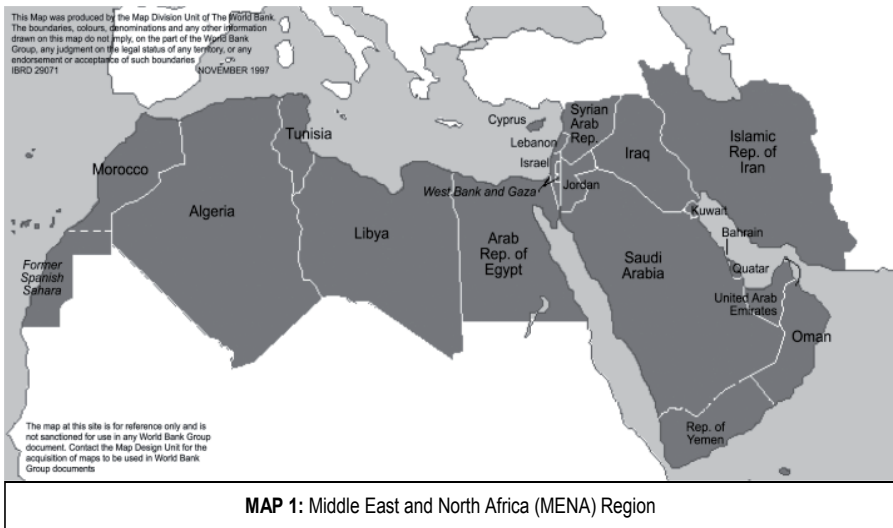 This Map was produced by the Map Division Unit of The World Bank.
The boundaries, colours, denominations and any other information
drawn on this map do not imply, on the part of the World Bank
Group, any judgment on the legal status of any territory, or any
endorsement or acceptance of such boundaries
IBRD 29071 NOVEMBER 1997
Cyprus
Syrian
Arab
Rep.
Tunisia
Lebanon
Israel
Iraq
Islamic
Rep. of
Iran
Morocco
West Bank and Gaza
Jordan
Algeria
Kuwait
Libya
Arab
Rep. of
Egypt
Bahrain
Saudi
Arabia
Quatar
Former
Spanish
Sahara
United Arab
Emirates
Oman
Rep. of
Yemen
The map at this site is for reference only and is
not sanctioned for use in any World Bank Group
document. Contact the Map Design Unit for the
acquisition of maps to be used in World Bank
Group documents
MAP 1: Middle East and North Africa (MENA) Region